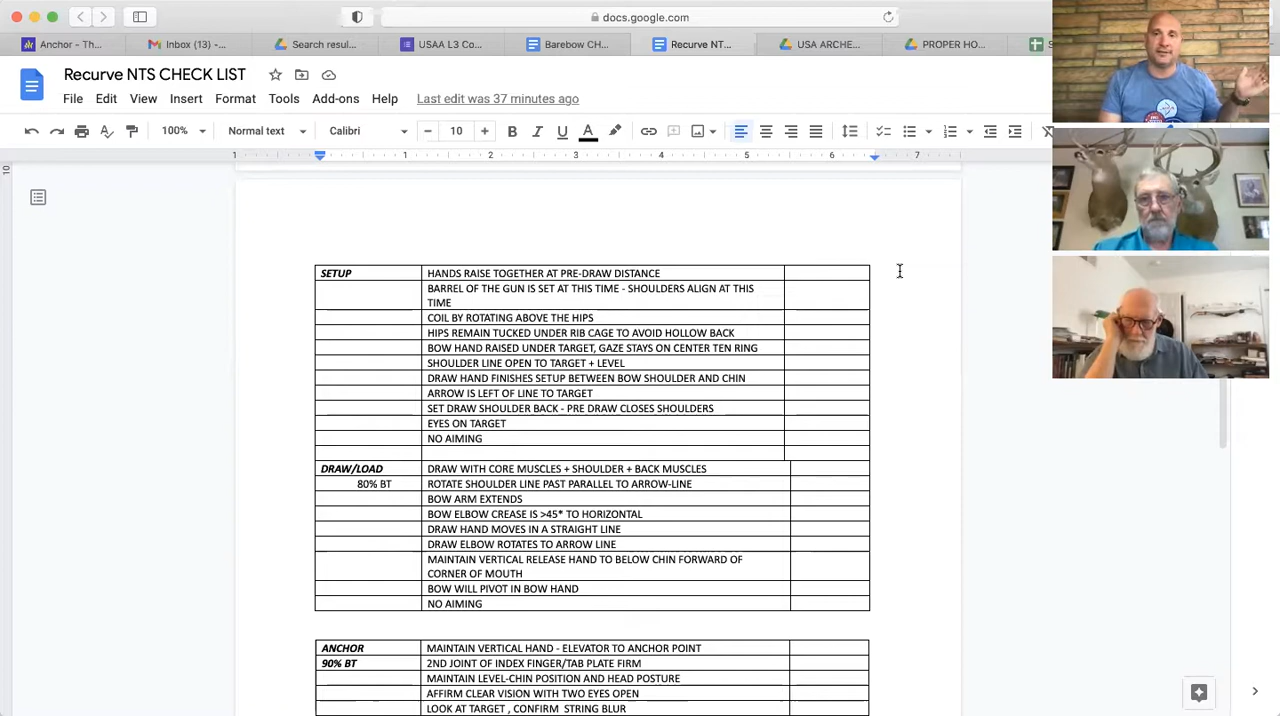 docs.google.com
Anchor - Th...
Inbox (13) -...
Search resul...
USAA L3 Co...
Barebow CH...
Recurve NT...
USA ARCHE...
PROPER HO...
Recurve NTS CHECK LIST
File Edit View Insert Format Tools Add-ons Help Last edit was 37 minutes ago
100% Normal text Calibri 10
1 1 2 3 4 5 6 7
SETUP HANDS RAISE TOGETHER AT PRE-DRAW DISTANCE
BARREL OF THE GUN IS SET AT THIS TIME - SHOULDERS ALIGN AT THIS
TIME
COIL BY ROTATING ABOVE THE HIPS
HIPS REMAIN TUCKED UNDER RIB CAGE TO AVOID HOLLOW BACK
BOW HAND RAISED UNDER TARGET, GAZE STAYS ON CENTER TEN RING
SHOULDER LINE OPEN TO TARGET + LEVEL
DRAW HAND FINISHES SETUP BETWEEN BOW SHOULDER AND CHIN
ARROW IS LEFT OF LINE TO TARGET
SET DRAW SHOULDER BACK - PRE DRAW CLOSES SHOULDERS
EYES ON TARGET
NO AIMING
DRAW/LOAD DRAW WITH CORE MUSCLES + SHOULDER + BACK MUSCLES
80% BT ROTATE SHOULDER LINE PAST PARALLEL TO ARROW-LINE
BOW ARM EXTENDS
BOW ELBOW CREASE IS >45* TO HORIZONTAL
DRAW HAND MOVES IN A STRAIGHT LINE
DRAW ELBOW ROTATES TO ARROW LINE
MAINTAIN VERTICAL RELEASE HAND TO BELOW CHIN FORWARD OF
CORNER OF MOUTH
BOW WILL PIVOT IN BOW HAND
NO AIMING
ANCHOR MAINTAIN VERTICAL HAND - ELEVATOR TO ANCHOR POINT
90% BT 2ND JOINT OF INDEX FINGER/TAB PLATE FIRM
MAINTAIN LEVEL-CHIN POSITION AND HEAD POSTURE
AFFIRM CLEAR VISION WITH TWO EYES OPEN
LOOK AT TARGET , CONFIRM STRING BLUR